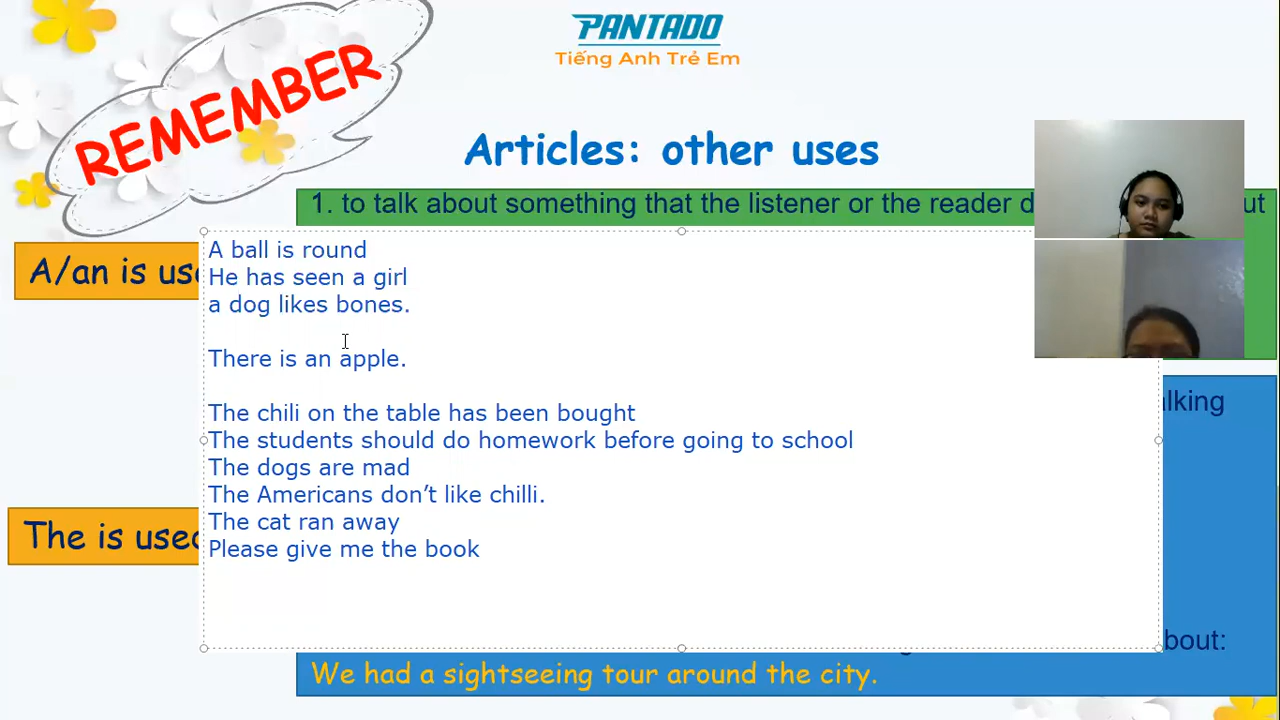 PANTADO
Tiếng Anh Trẻ Em
REMEMBER
Articles: other uses
1. to talk about something that the listener or the reader
A/an is
A ball is round
He has seen a girl
a dog likes bones.
There is an apple.
The chili on the table has been bought
The students should do homework before going to school
The dogs are mad
The Americans don’t like chilli.
The cat ran away
Please give me the book
The is
We had a sightseeing tour around the city.